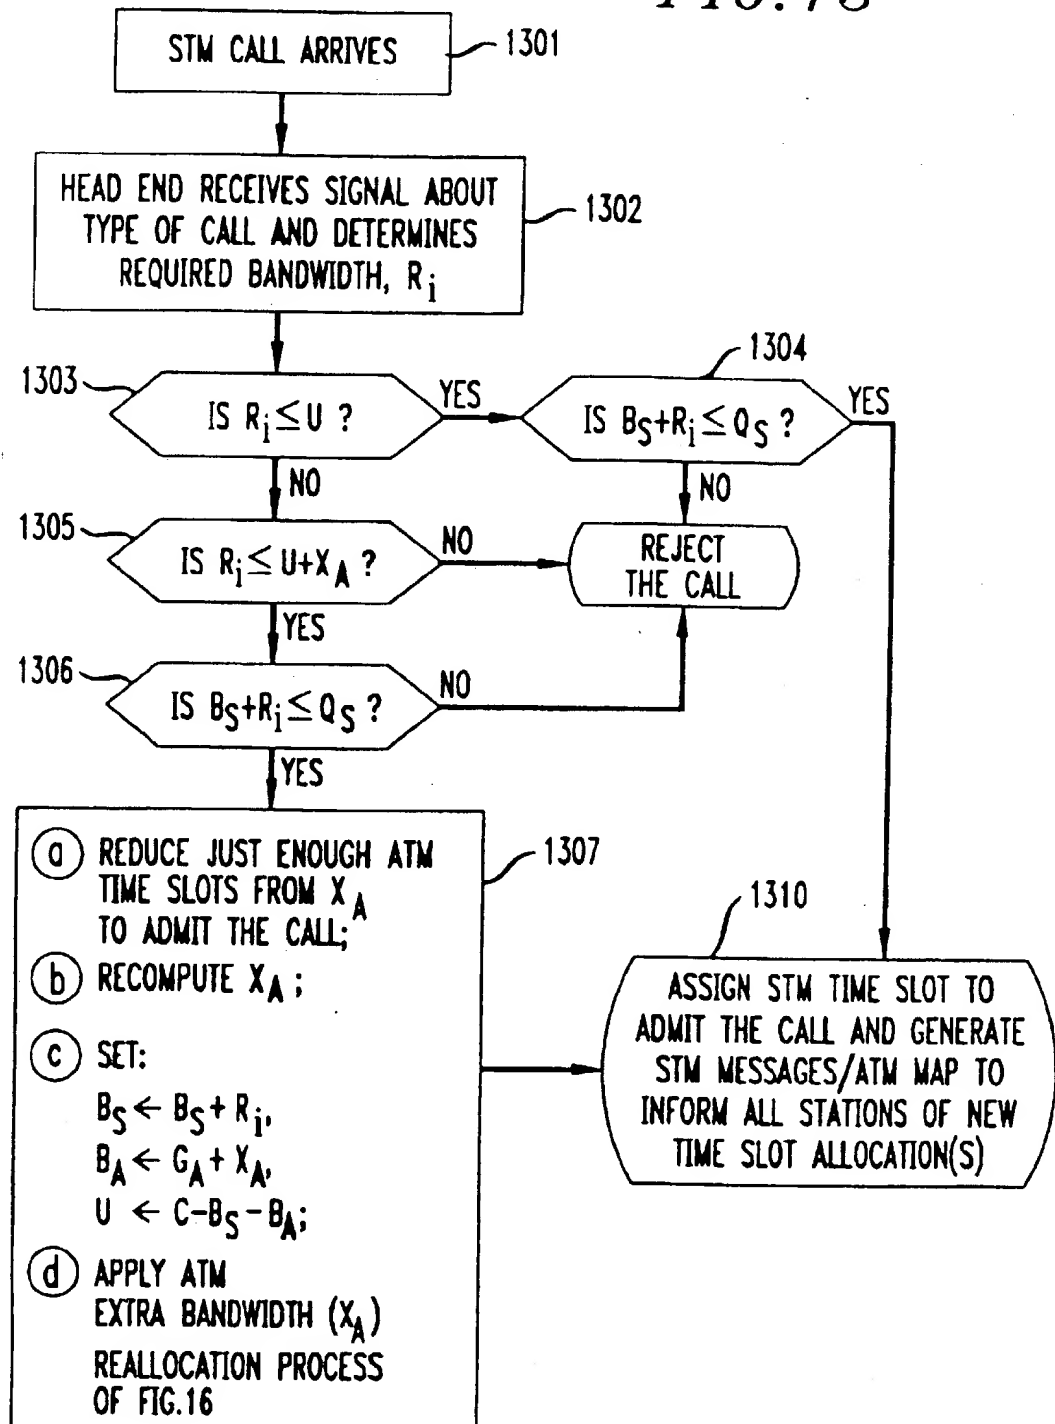 STM CALL ARRIVES
1301
HEAD END RECEIVES SIGNAL ABOUT
TYPE OF CALL AND DETERMINES
REQUIRED BANDWIDTH, Ri
1302
1303
IS Ri ≤ U ?
YES
1304
IS BS+Ri ≤ QS ?
YES
NO
NO
1305
IS Ri ≤ U+XA ?
NO
REJECT
THE CALL
YES
1306
IS BS+Ri ≤ QS ?
NO
YES
1307
a REDUCE JUST ENOUGH ATM
TIME SLOTS FROM XA
TO ADMIT THE CALL;
b RECOMPUTE XA ;
c SET:
BS ← BS + Ri,
BA ← GA + XA,
U ← C-BS-BA;
d APPLY ATM
EXTRA BANDWIDTH (XA)
REALLOCATION PROCESS
OF FIG.16
1310
ASSIGN STM TIME SLOT TO
ADMIT THE CALL AND GENERATE
STM MESSAGES/ATM MAP TO
INFORM ALL STATIONS OF NEW
TIME SLOT ALLOCATION(S)